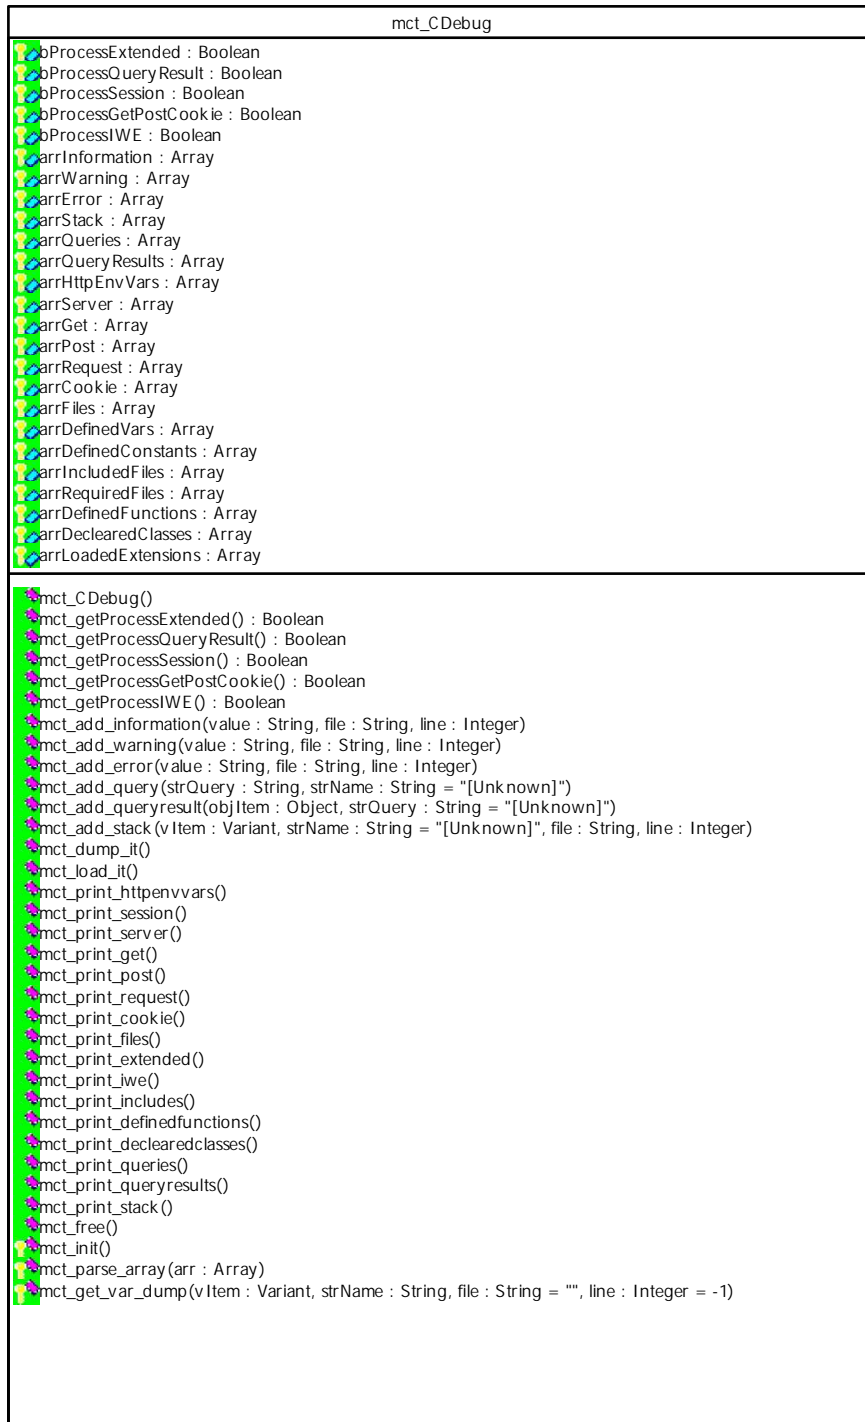 mct_CDebug
bProcessExtended : Boolean
bProcessQueryResult : Boolean
bProcessSession : Boolean
bProcessGetPostCookie : Boolean
bProcessIWE : Boolean
arrInformation : Array
arrWarning : Array
arrError : Array
arrStack : Array
arrQueries : Array
arrQueryResults : Array
arrHttpEnvVars : Array
arrServer : Array
arrGet : Array
arrPost : Array
arrRequest : Array
arrCookie : Array
arrFiles : Array
arrDefinedVars : Array
arrDefinedConstants : Array
arrIncludedFiles : Array
arrRequiredFiles : Array
arrDefinedFunctions : Array
arrDeclearedClasses : Array
arrLoadedExtensions : Array
mct_CDebug()
mct_getProcessExtended() : Boolean
mct_getProcessQueryResult() : Boolean
mct_getProcessSession() : Boolean
mct_getProcessGetPostCookie() : Boolean
mct_getProcessIWE() : Boolean
mct_add_information(value : String, file : String, line : Integer)
mct_add_warning(value : String, file : String, line : Integer)
mct_add_error(value : String, file : String, line : Integer)
mct_add_query(strQuery : String, strName : String = "[Unknown]")
mct_add_queryresult(objItem : Object, strQuery : String = "[Unknown]")
mct_add_stack(vItem : Variant, strName : String = "[Unknown]", file : String, line : Integer)
mct_dump_it()
mct_load_it()
mct_print_httpenvvars()
mct_print_session()
mct_print_server()
mct_print_get()
mct_print_post()
mct_print_request()
mct_print_cookie()
mct_print_files()
mct_print_extended()
mct_print_iwe()
mct_print_includes()
mct_print_definedfunctions()
mct_print_declearedclasses()
mct_print_queries()
mct_print_queryresults()
mct_print_stack()
mct_free()
mct_init()
mct_parse_array(arr : Array)
mct_get_var_dump(vItem : Variant, strName : String, file : String = "", line : Integer = -1)